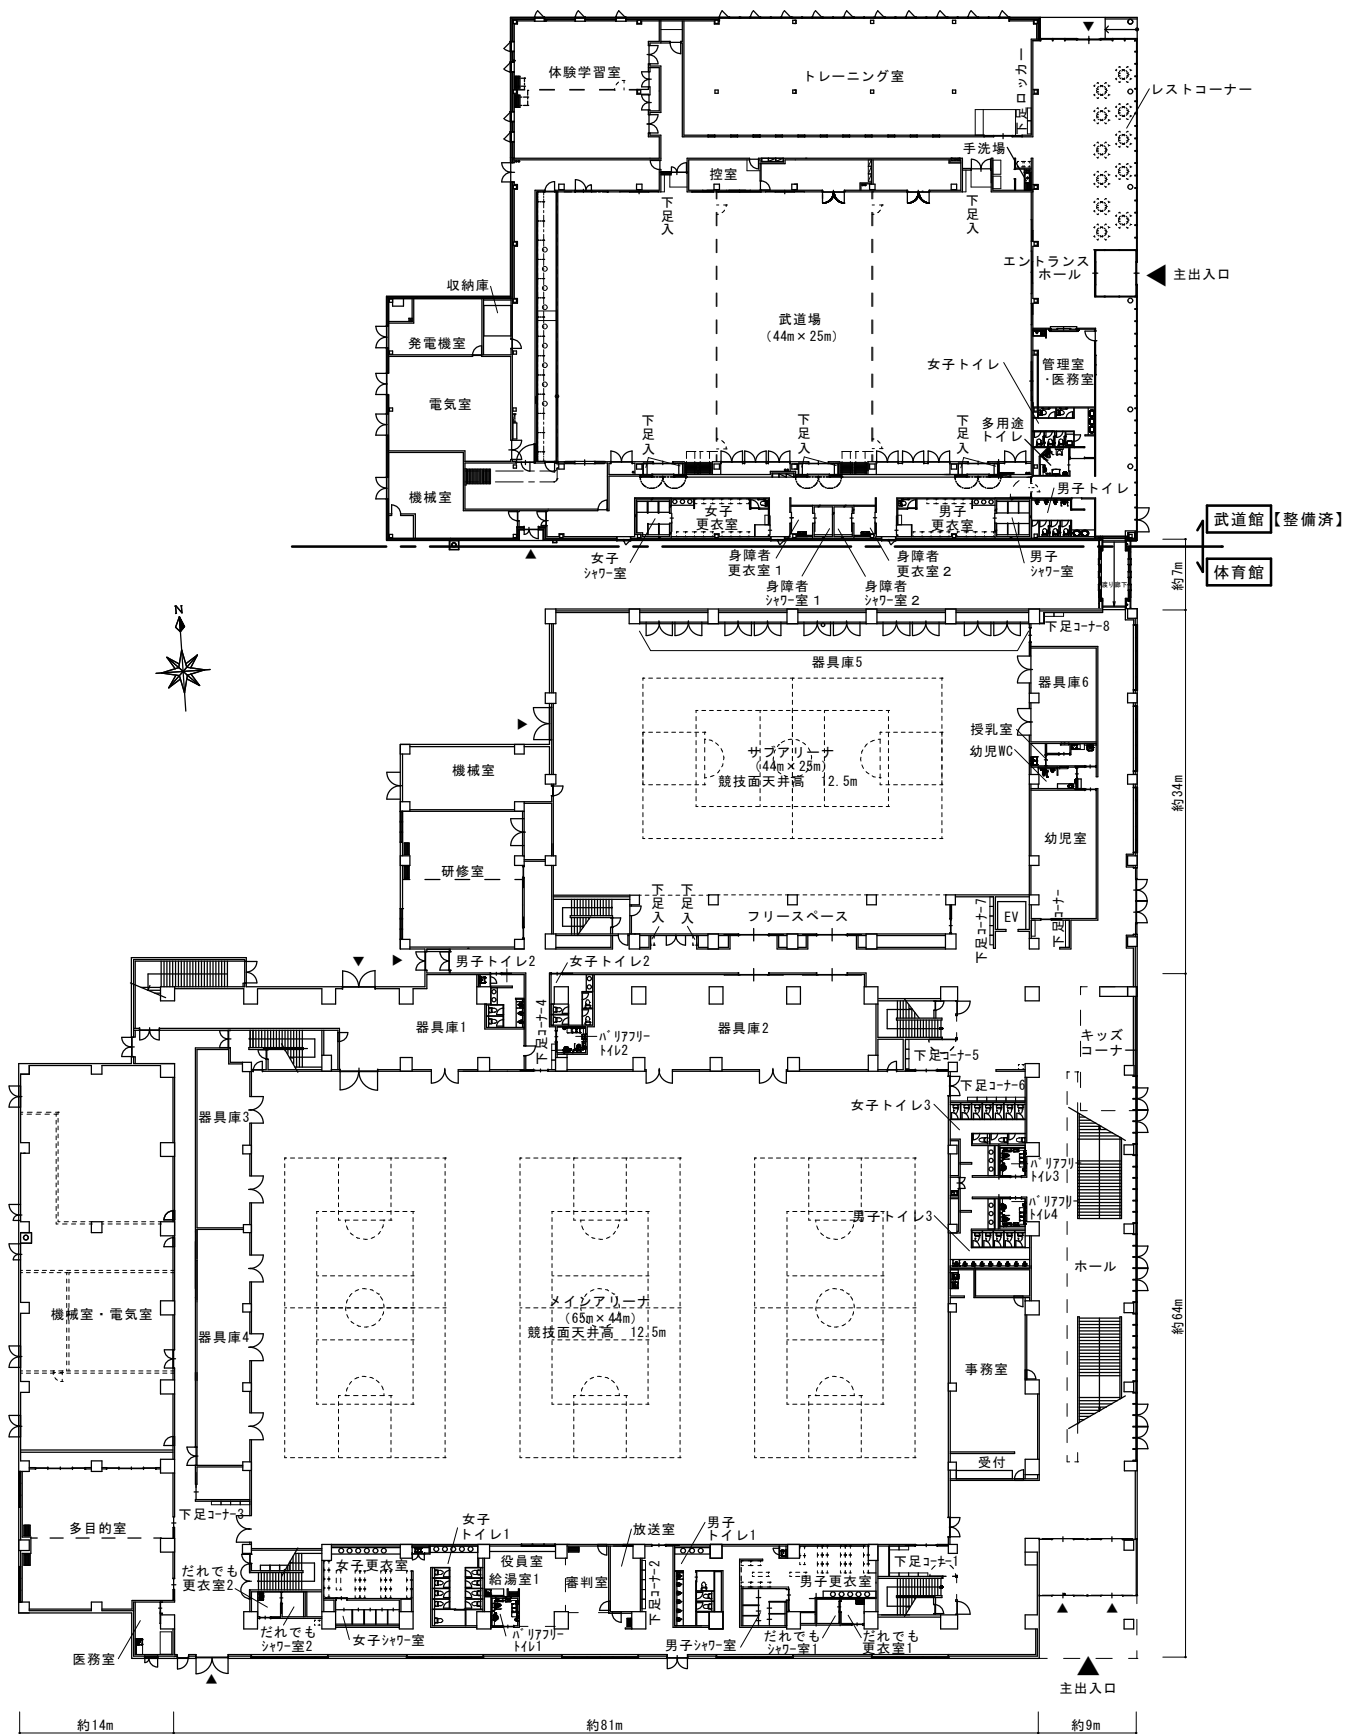 体験学習室
トレーニング室
下足ロッカー
レストコーナー
手洗場
控室
下足入
下足入
エントランス
ホール
主出入口
収納庫
武道場
(44m×25m)
発電機室
管理室
・医務室
女子トイレ
電気室
下足入
下足入
下足入
多用途
トイレ
機械室
男子トイレ
女子
更衣室
男子
更衣室
武道館【整備済】
女子
シャワー室
身障者
更衣室1
身障者
シャワー室1
身障者
シャワー室2
身障者
更衣室2
男子
シャワー室
体育館
約7m
渡り廊下
N
下足コーナー8
器具庫5
器具庫6
授乳室
幼児WC
サブアリーナ
(44m×25m)
競技面天井高 12.5m
機械室
約34m
幼児室
研修室
下足入
下足入
フリースペース
下足コーナー7
EV
下足コーナー
男子トイレ2
女子トイレ2
器具庫1
下足コーナー4
バリアフリー
トイレ2
器具庫2
下足コーナー5
キッズ
コーナー
下足コーナー6
器具庫3
女子トイレ3
バリアフリー
トイレ3
バリアフリー
トイレ4
男子トイレ3
ホール
機械室・電気室
メインアリーナ
(65m×44m)
競技面天井高 12.5m
器具庫4
約64m
事務室
受付
下足コーナー3
多目的室
女子
トイレ1
放送室
男子
トイレ1
だれでも
更衣室2
女子更衣室
役員室
給湯室1
審判室
下足コーナー2
男子更衣室
下足コーナー1
医務室
だれでも
シャワー室2
女子シャワー室
バリアフリー
トイレ1
男子シャワー室
だれでも
シャワー室1
だれでも
更衣室1
主出入口
約14m
約81m
約9m